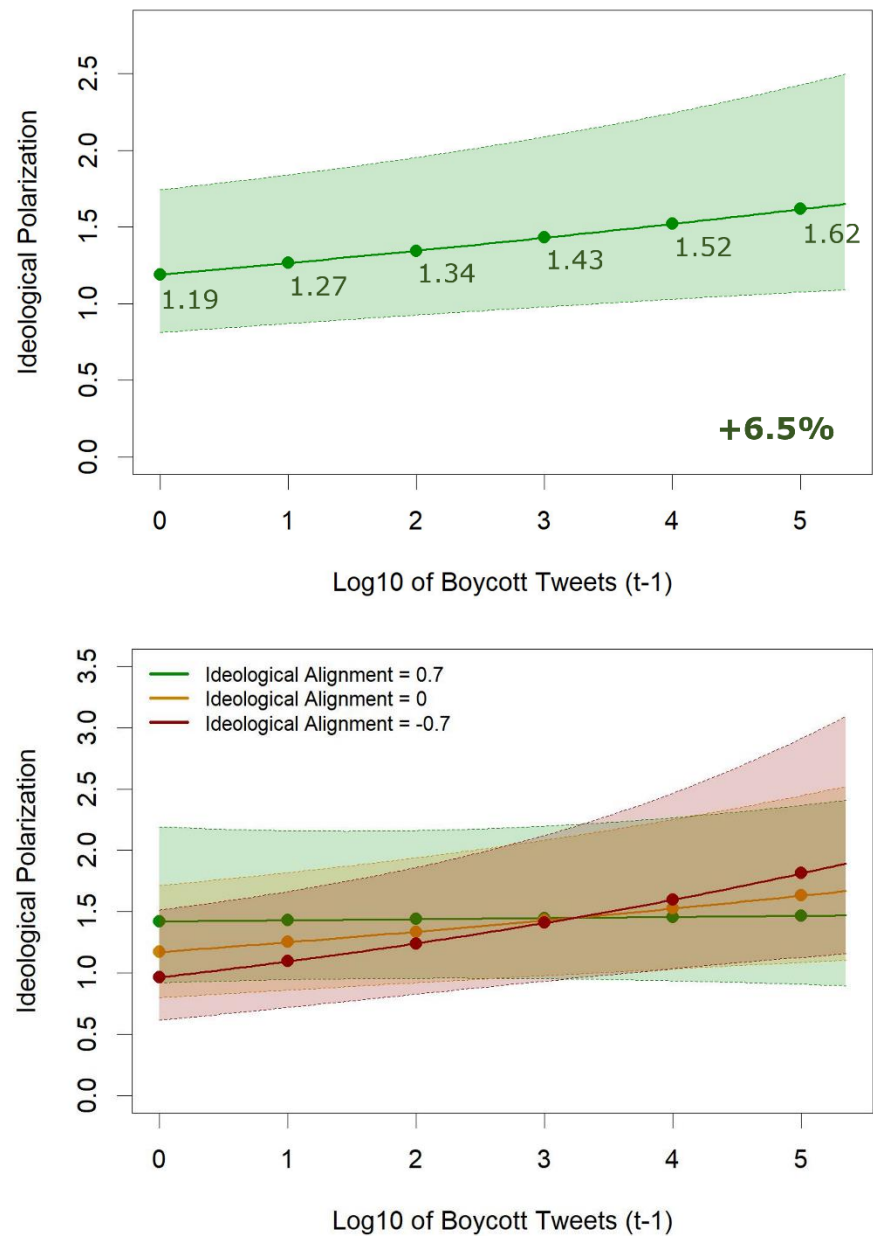 2.5
2.0
1.5
1.0
0.5
0.0
Ideological Polarization
1.19
1.27
1.34
1.43
1.52
1.62
+6.5%
0 1 2 3 4 5
Log10 of Boycott Tweets (t-1)
3.5
3.0
2.5
2.0
1.5
1.0
0.5
0.0
Ideological Polarization
Ideological Alignment = 0.7
Ideological Alignment = 0
Ideological Alignment = -0.7
0 1 2 3 4 5
Log10 of Boycott Tweets (t-1)